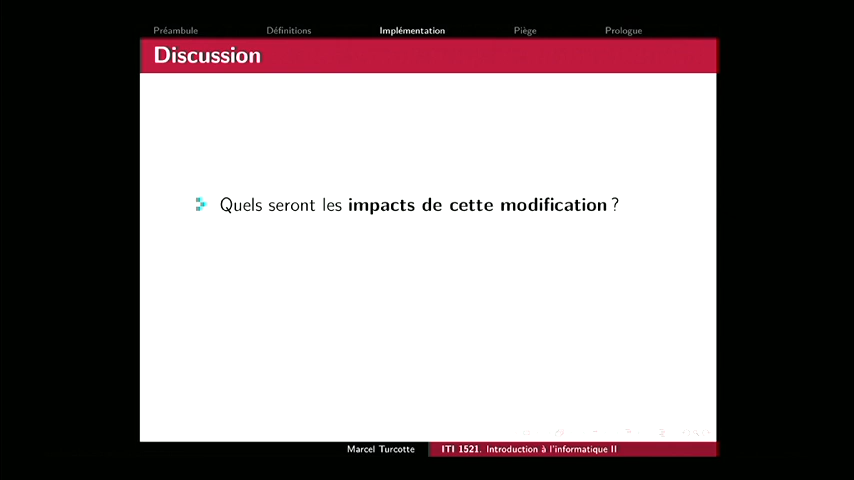 Préambule Définitions Implémentation Piège Prologue
Discussion
Quels seront les impacts de cette modification ?
Marcel Turcotte ITI 1521. Introduction à l'informatique II